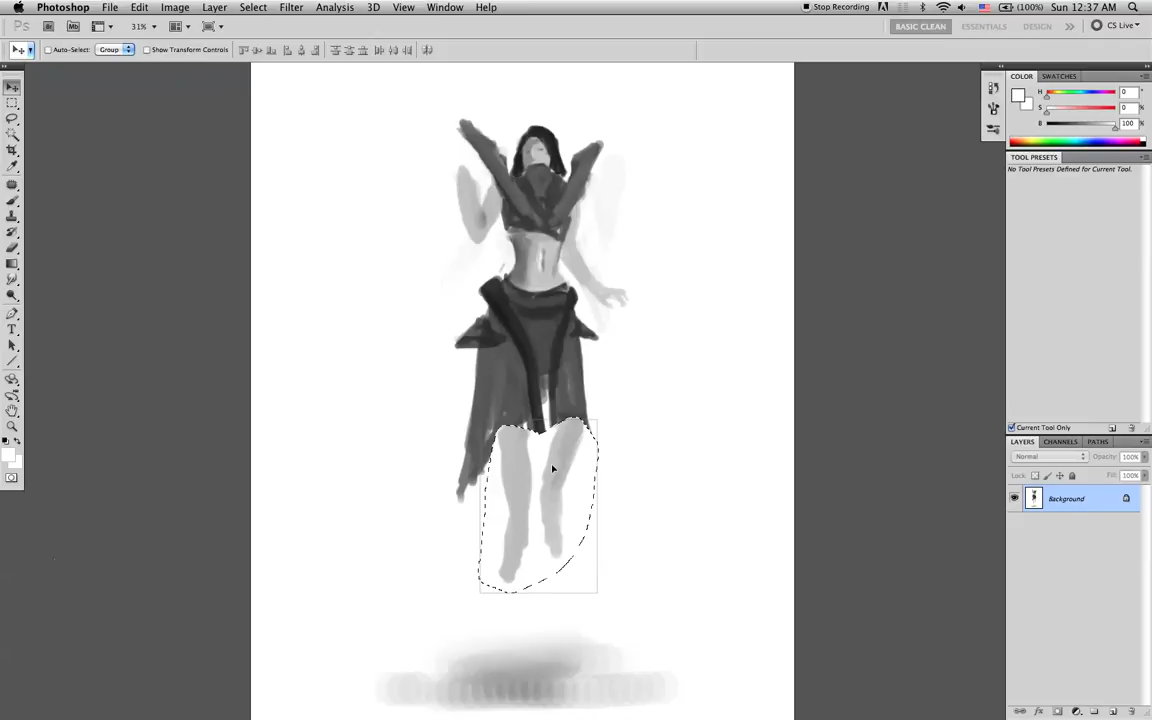 Photoshop File Edit Image Layer Select Filter Analysis 3D View Window Help Stop Recording (100%) Sun 12:37 AM
Ps Br Mb 31% BASIC CLEAN ESSENTIALS DESIGN CS Live
Auto-Select: Group Show Transform Controls
COLOR SWATCHES
H 0 °
S 0 %
B 100 %
TOOL PRESETS
No Tool Presets Defined for Current Tool.
Current Tool Only
LAYERS CHANNELS PATHS
Normal Opacity: 100%
Lock: Fill: 100%
Background